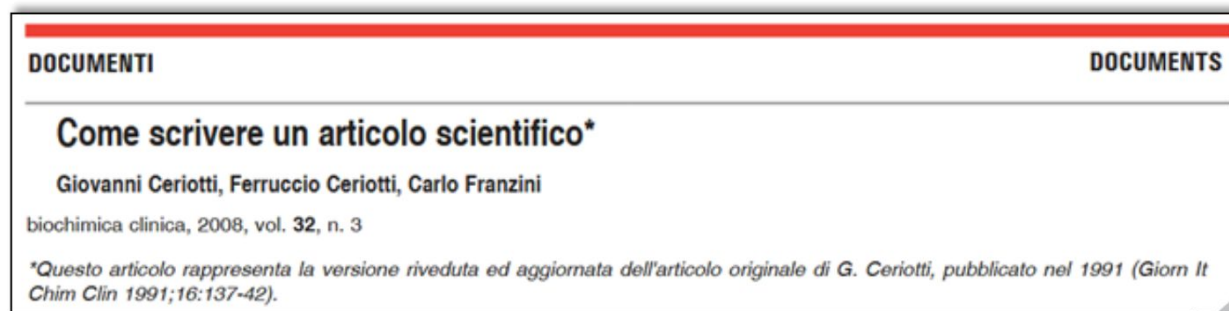 DOCUMENTI DOCUMENTS
Come scrivere un articolo scientifico*
Giovanni Ceriotti, Ferruccio Ceriotti, Carlo Franzini
biochimica clinica, 2008, vol. 32, n. 3
*Questo articolo rappresenta la versione riveduta ed aggiornata dell'articolo originale di G. Ceriotti, pubblicato nel 1991 (Giorn It
Chim Clin 1991;16:137-42).